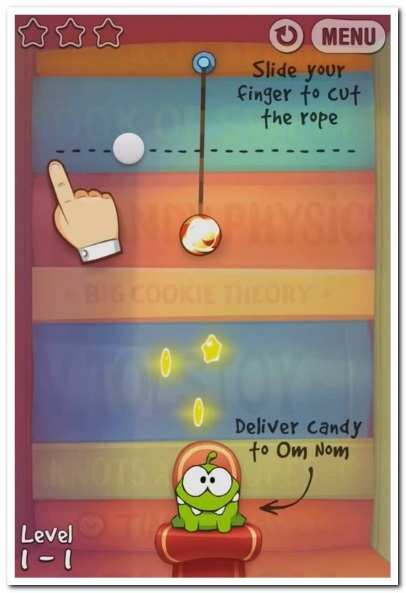 MENU
Slide your
finger to cut
the rope
PHYSICS
- BIG COOKIE THEORY -
Deliver candy
to Om Nom
Level
1 - 1